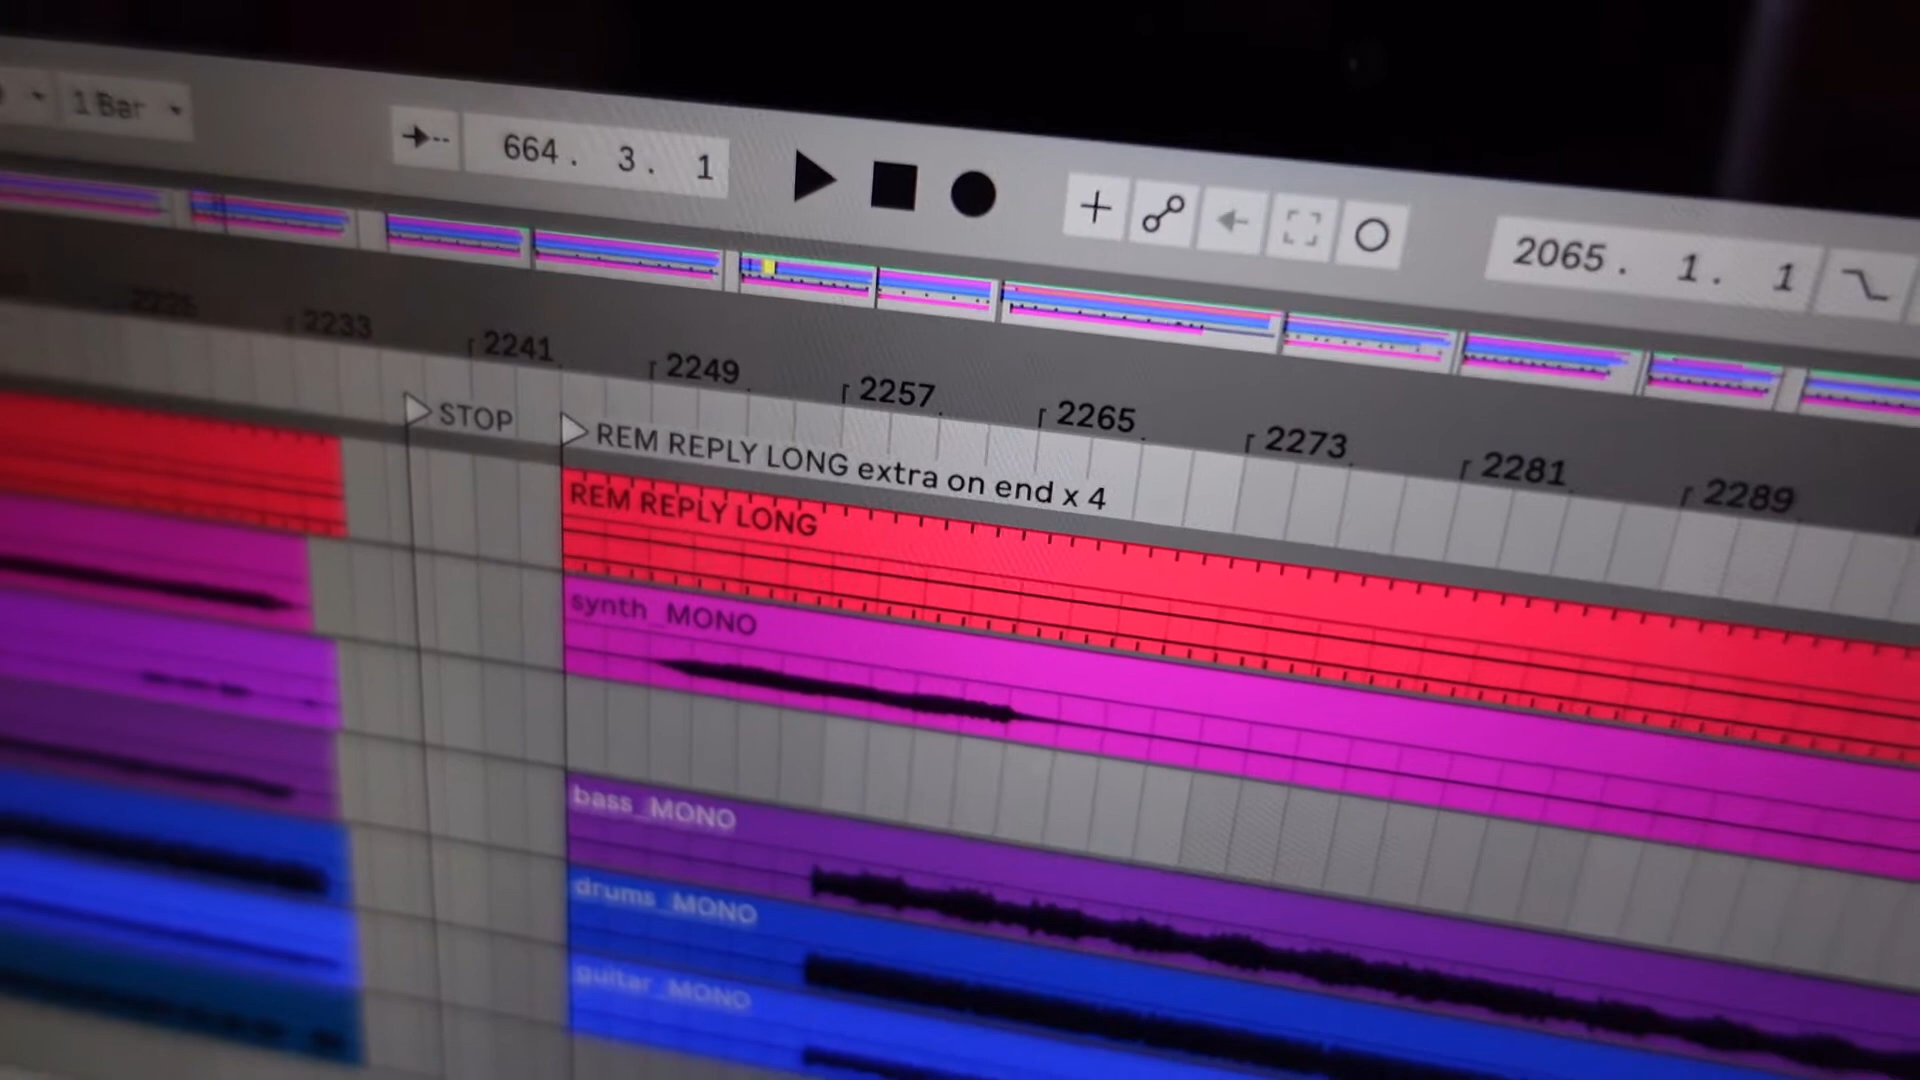 1 Bar
664. 3. 1
2065. 1. 1
2225 2233 2241 2249 2257 2265 2273 2281 2289
STOP
REM REPLY LONG extra on end x 4
REM REPLY LONG
synth_MONO
bass_MONO
drums_MONO
guitar_MONO